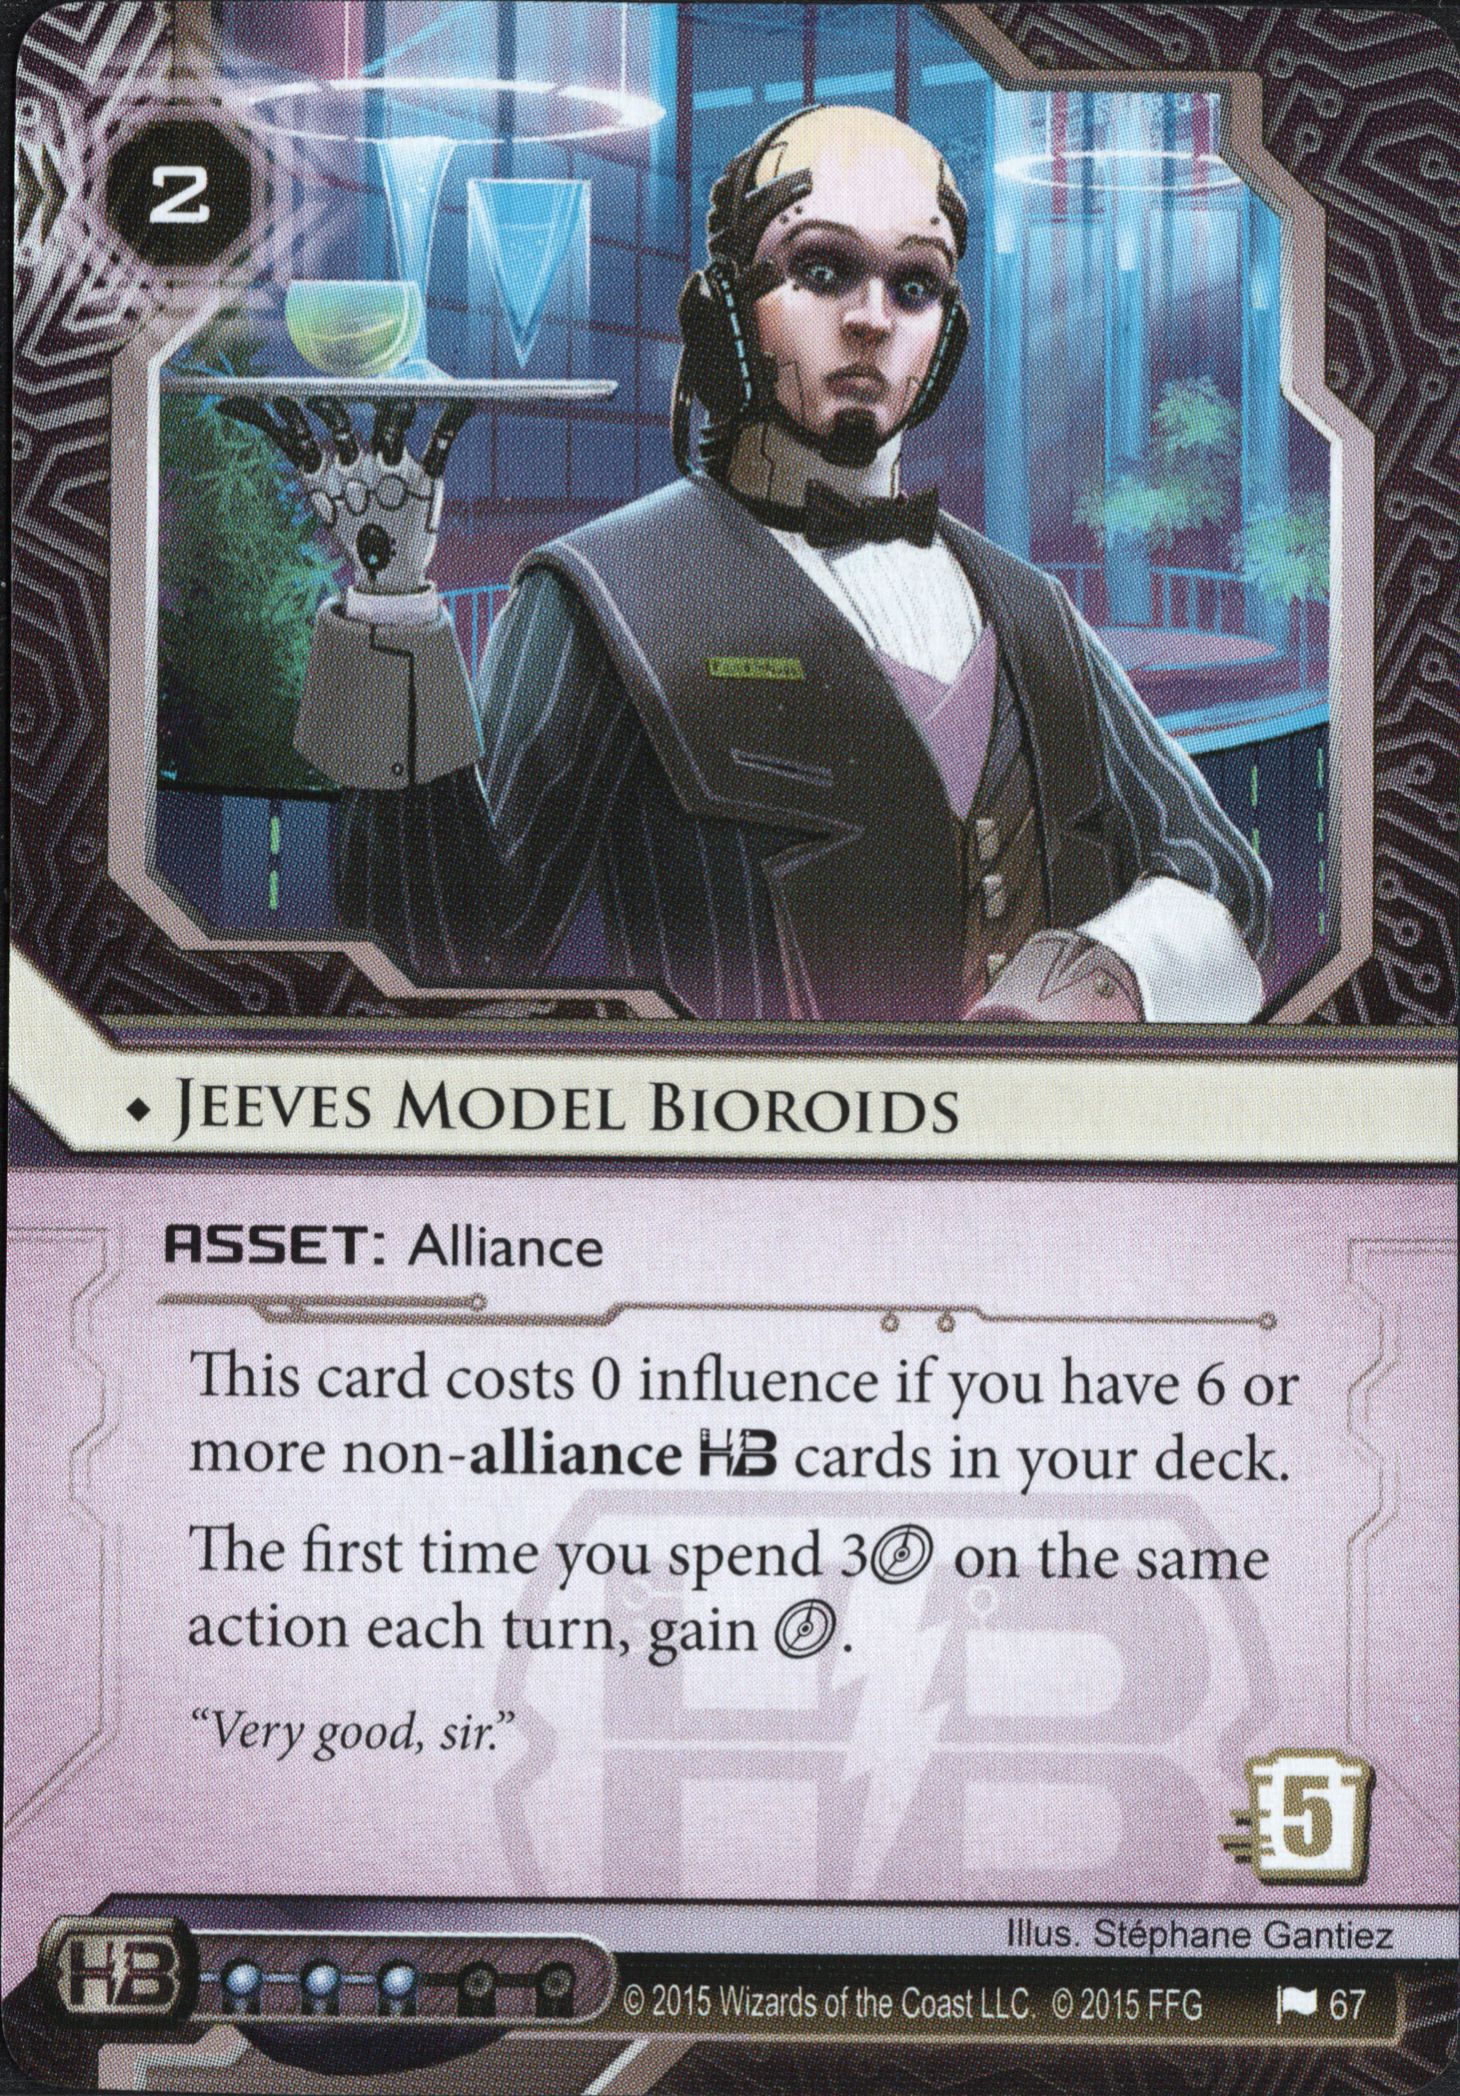 2
◆ JEEVES MODEL BIOROIDS
ASSET: Alliance
This card costs 0 influence if you have 6 or
more non-alliance HB cards in your deck.
The first time you spend 3 on the same
action each turn, gain .
“Very good, sir.”
5
Illus. Stéphane Gantiez
HB
© 2015 Wizards of the Coast LLC. © 2015 FFG
67